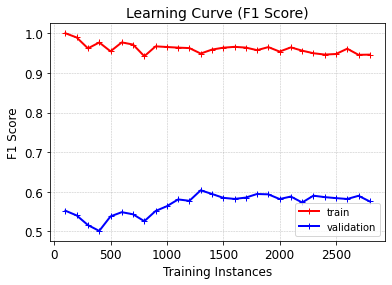 Learning Curve (F1 Score)
1.0
0.9
0.8
0.7
0.6
0.5
F1 Score
0
500
1000
1500
2000
2500
Training Instances
train
validation